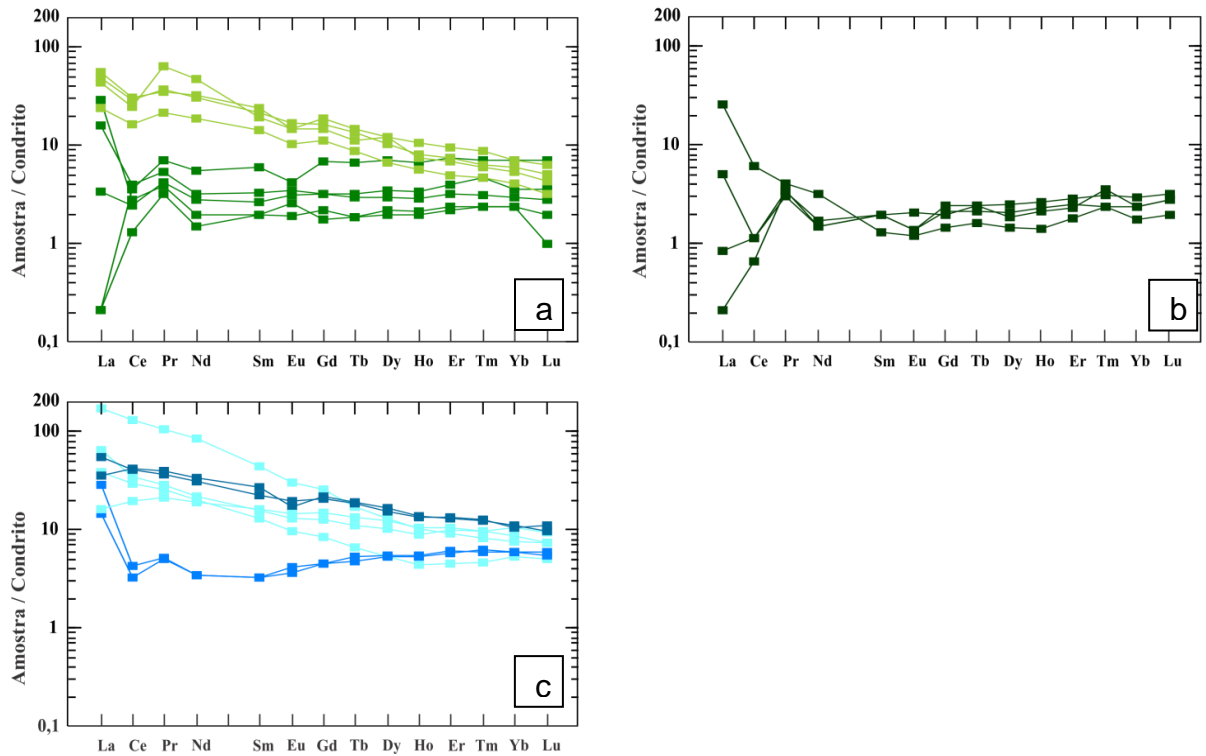 200
100
10
1
0,1
Amostra / Condrito
La Ce Pr Nd Sm Eu Gd Tb Dy Ho Er Tm Yb Lu
a
200
100
10
1
0,1
Amostra / Condrito
La Ce Pr Nd Sm Eu Gd Tb Dy Ho Er Tm Yb Lu
b
200
100
10
1
0,1
Amostra / Condrito
La Ce Pr Nd Sm Eu Gd Tb Dy Ho Er Tm Yb Lu
c